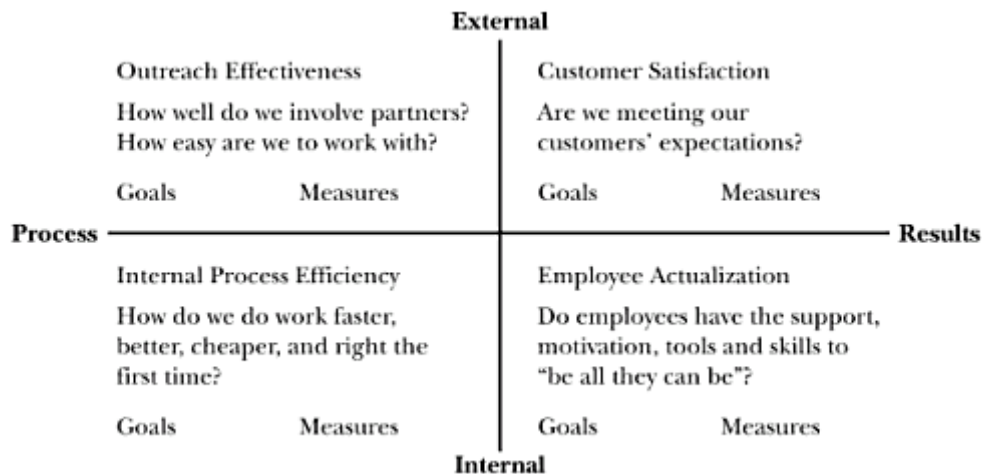 External
Outreach Effectiveness
How well do we involve partners?
How easy are we to work with?
Goals Measures
Customer Satisfaction
Are we meeting our
customers’ expectations?
Goals Measures
Process
Results
Internal Process Efficiency
How do we do work faster,
better, cheaper, and right the
first time?
Goals Measures
Employee Actualization
Do employees have the support,
motivation, tools and skills to
“be all they can be”?
Goals Measures
Internal